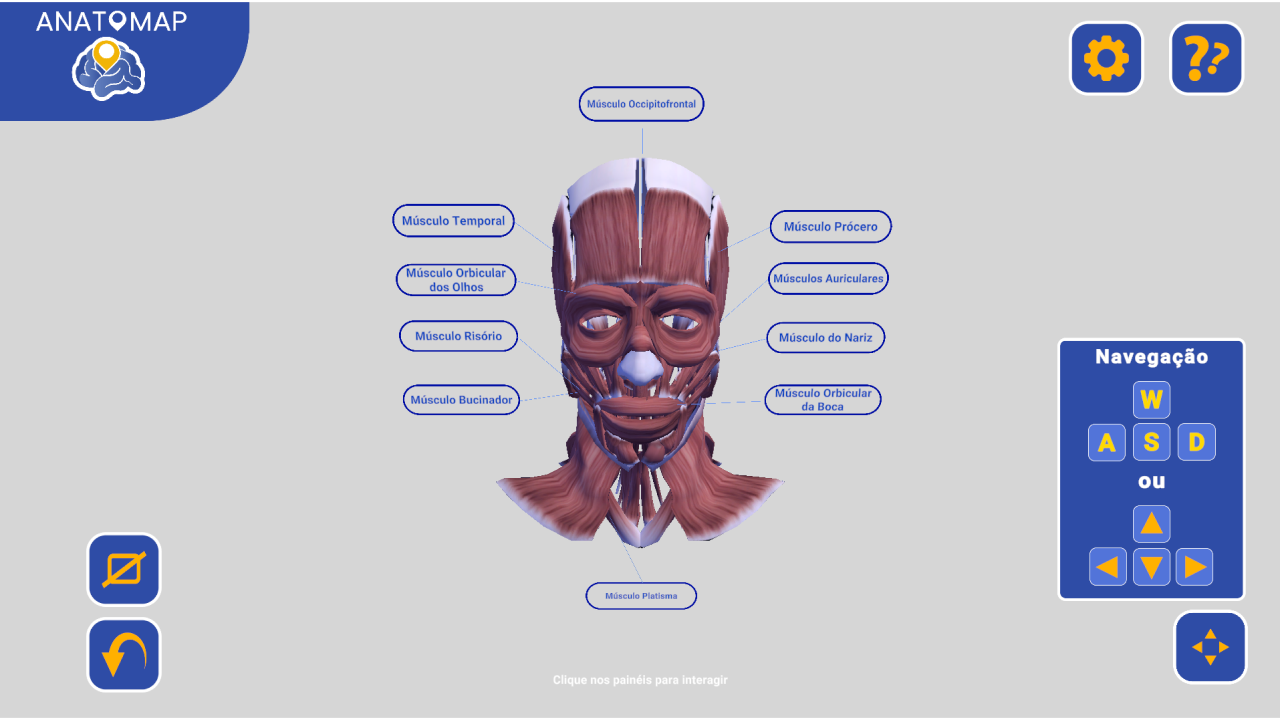 ANATOMAP
??
Músculo Occipitofrontal
Músculo Temporal
Músculo Prócero
Músculo Orbicular
dos Olhos
Músculos Auriculares
Músculo Risório
Músculo do Nariz
Músculo Bucinador
Músculo Orbicular
da Boca
Navegação
W
A S D
ou
Músculo Platisma
Clique nos painéis para interagir